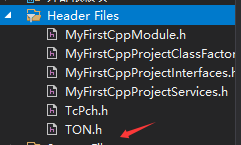 Header Files
MyFirstCppModule.h
MyFirstCppProjectClassFactor
MyFirstCppProjectInterfaces.h
MyFirstCppProjectServices.h
TcPch.h
TON.h